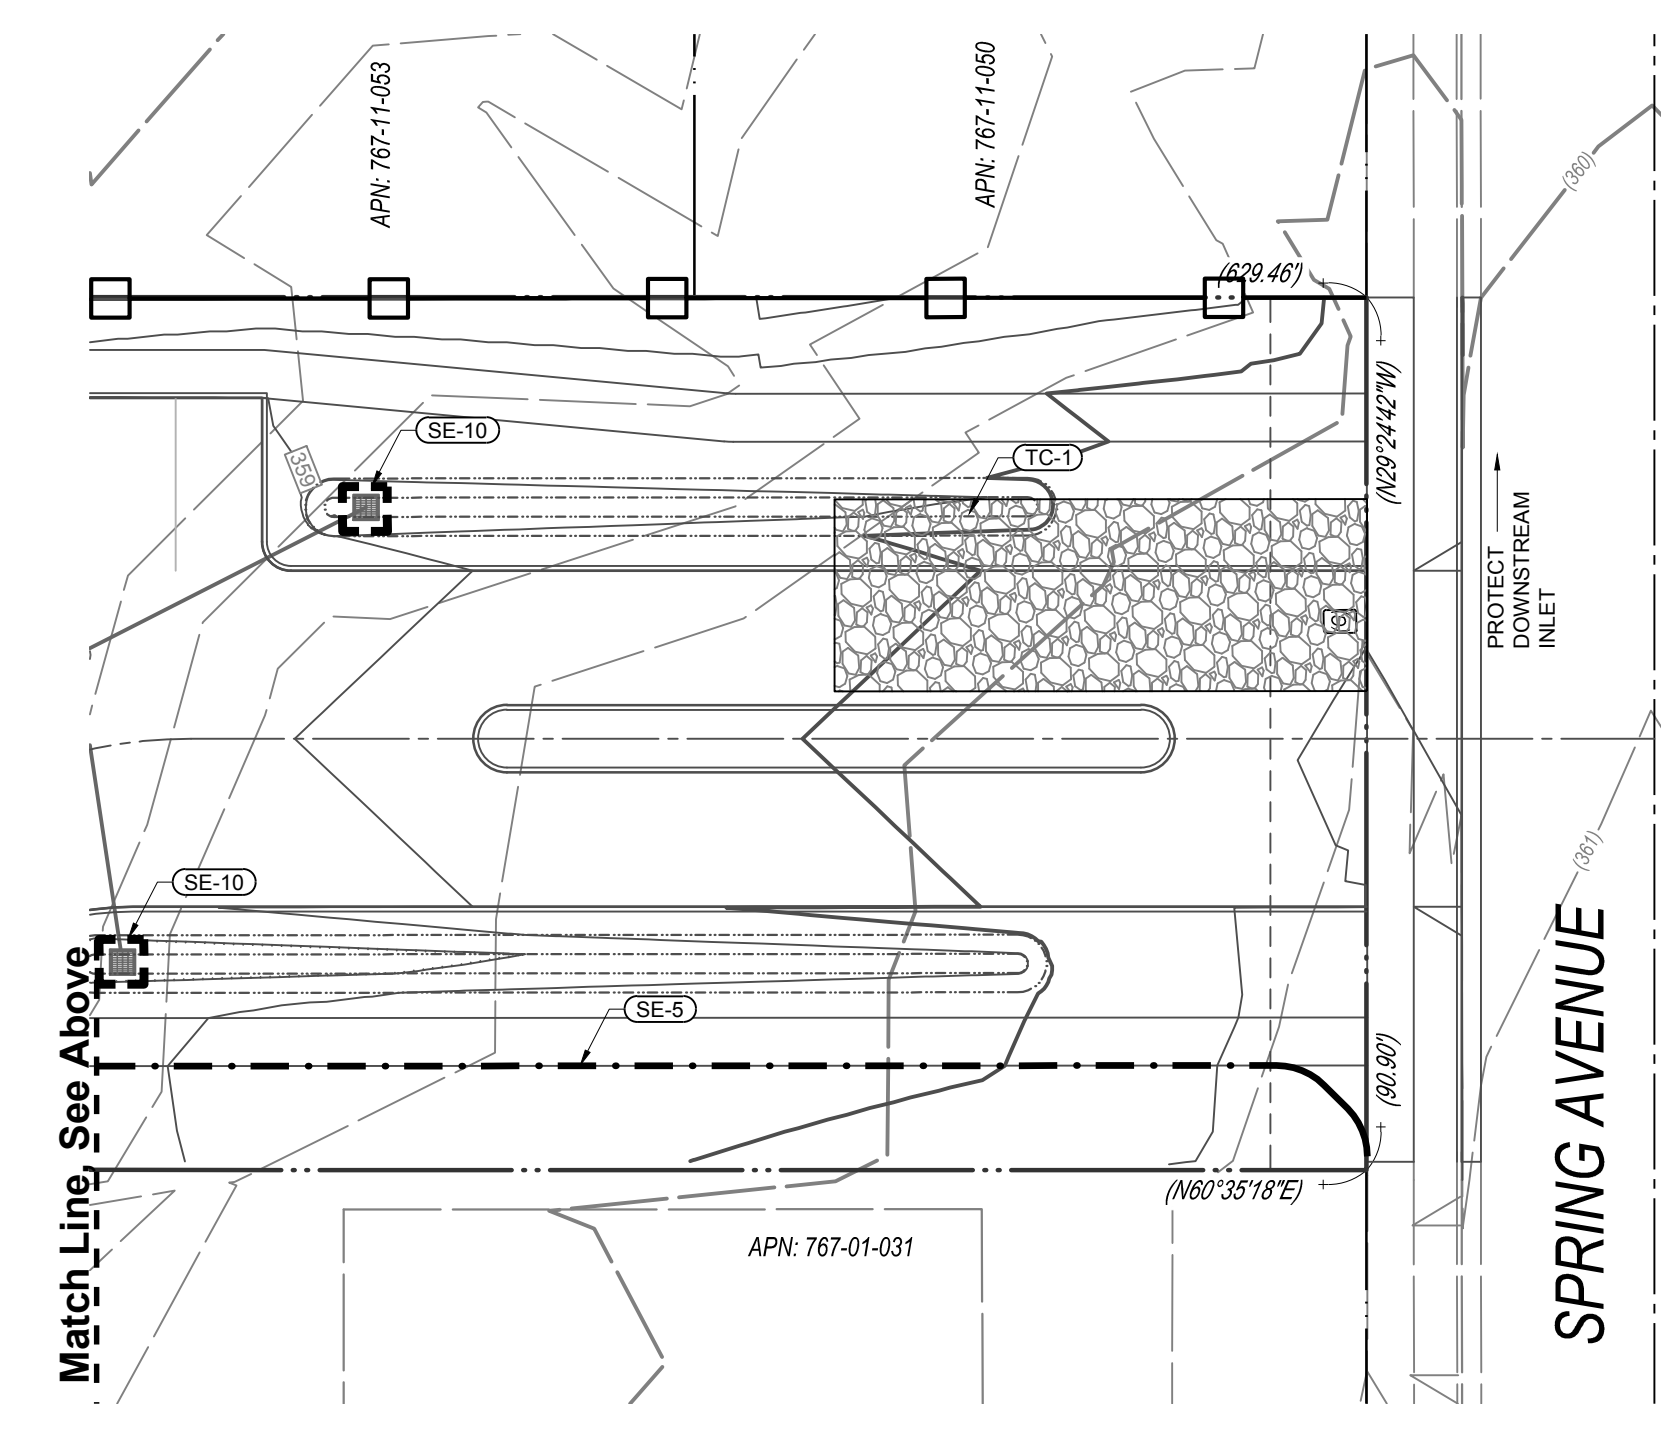 APN: 767-11-053
APN: 767-11-050
(360)
(629.46')
(N29°24'42"W)
359
SE-10
TC-1
PROTECT
DOWNSTREAM
INLET
(361)
SE-10
SE-5
Match Line, See Above
(90.90')
SPRING AVENUE
(N60°35'18"E)
APN: 767-01-031